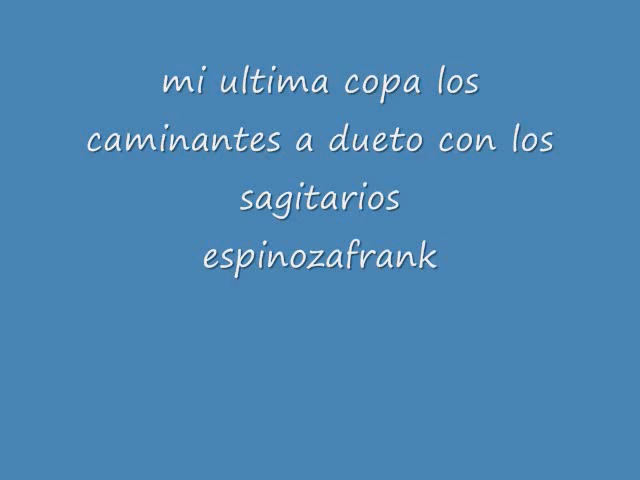 mi ultima copa los
caminantes a dueto con los
sagitarios
espinozafrank